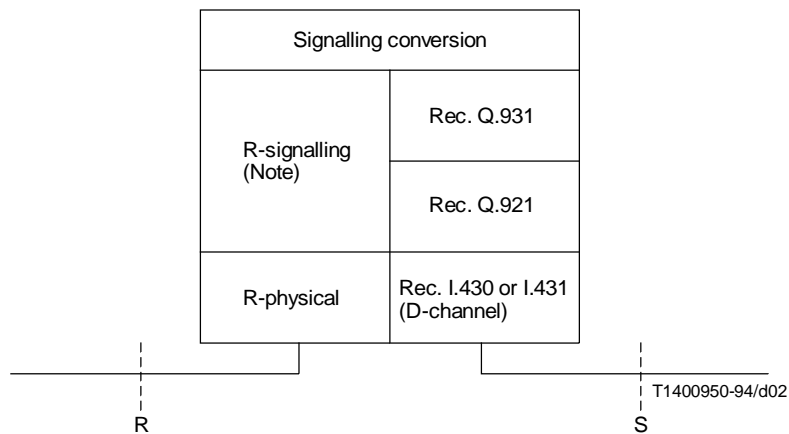 Signalling conversion
R-signalling
(Note)
Rec. Q.931
Rec. Q.921
R-physical
Rec. I.430 or I.431
(D-channel)
T1400950-94/d02
R
S